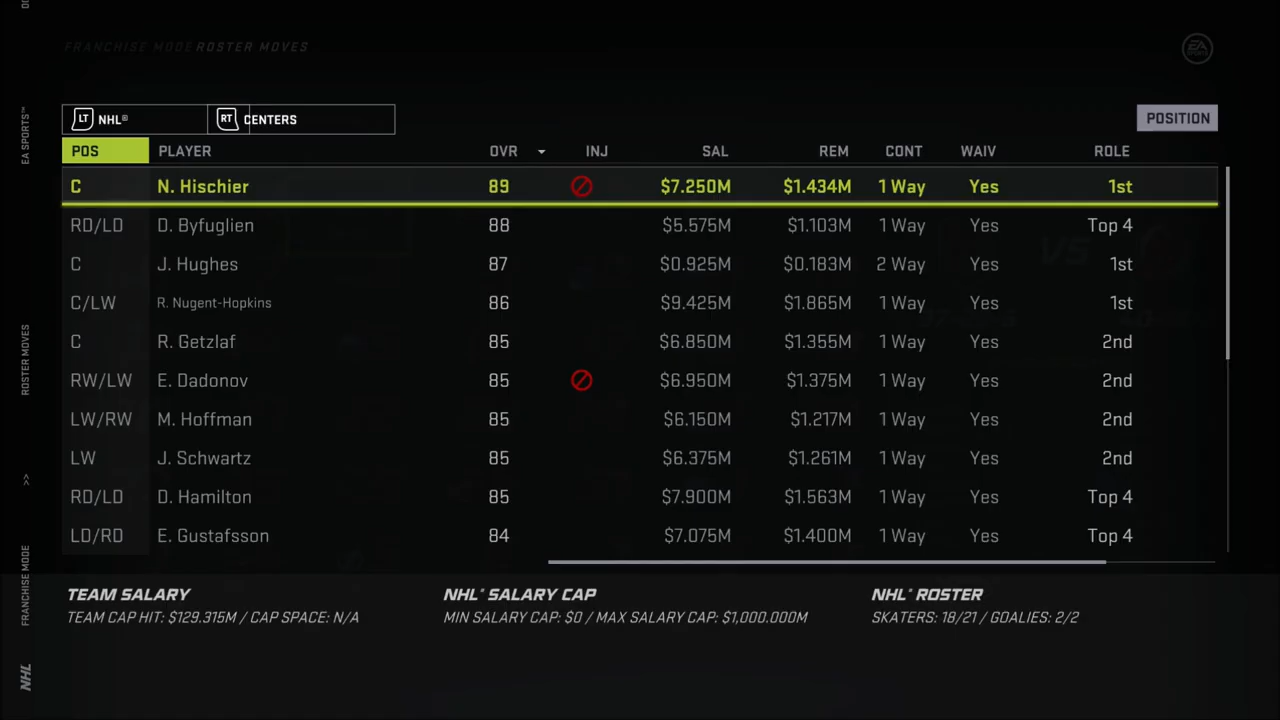 FRANCHISE MODE ROSTER MOVES
EA SPORTS
LT NHL® RT CENTERS
POSITION
POS PLAYER OVR INJ SAL REM CONT WAIV ROLE
C N. Hischier 89 $7.250M $1.434M 1 Way Yes 1st
RD/LD D. Byfuglien 88 $5.575M $1.103M 1 Way Yes Top 4
C J. Hughes 87 $0.925M $0.183M 2 Way Yes 1st
C/LW R. Nugent-Hopkins 86 $9.425M $1.865M 1 Way Yes 1st
C R. Getzlaf 85 $6.850M $1.355M 1 Way Yes 2nd
RW/LW E. Dadonov 85 $6.950M $1.375M 1 Way Yes 2nd
LW/RW M. Hoffman 85 $6.150M $1.217M 1 Way Yes 2nd
LW J. Schwartz 85 $6.375M $1.261M 1 Way Yes 2nd
RD/LD D. Hamilton 85 $7.900M $1.563M 1 Way Yes Top 4
LD/RD E. Gustafsson 84 $7.075M $1.400M 1 Way Yes Top 4
VS
TEAM SALARY
TEAM CAP HIT: $129.315M / CAP SPACE: N/A
NHL® SALARY CAP
MIN SALARY CAP: $0 / MAX SALARY CAP: $1,000.000M
NHL® ROSTER
SKATERS: 18/21 / GOALIES: 2/2
EA SPORTS™
ROSTER MOVES
>>
FRANCHISE MODE
NHL